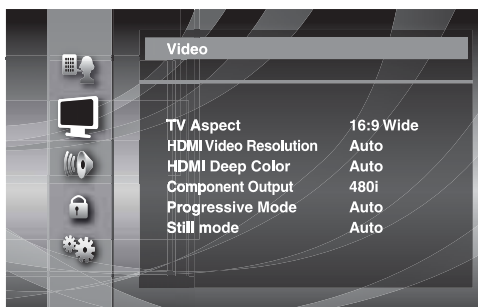 Video
TV Aspect 16:9 Wide
HDMI Video Resolution Auto
HDMI Deep Color Auto
Component Output 480i
Progressive Mode Auto
Still mode Auto